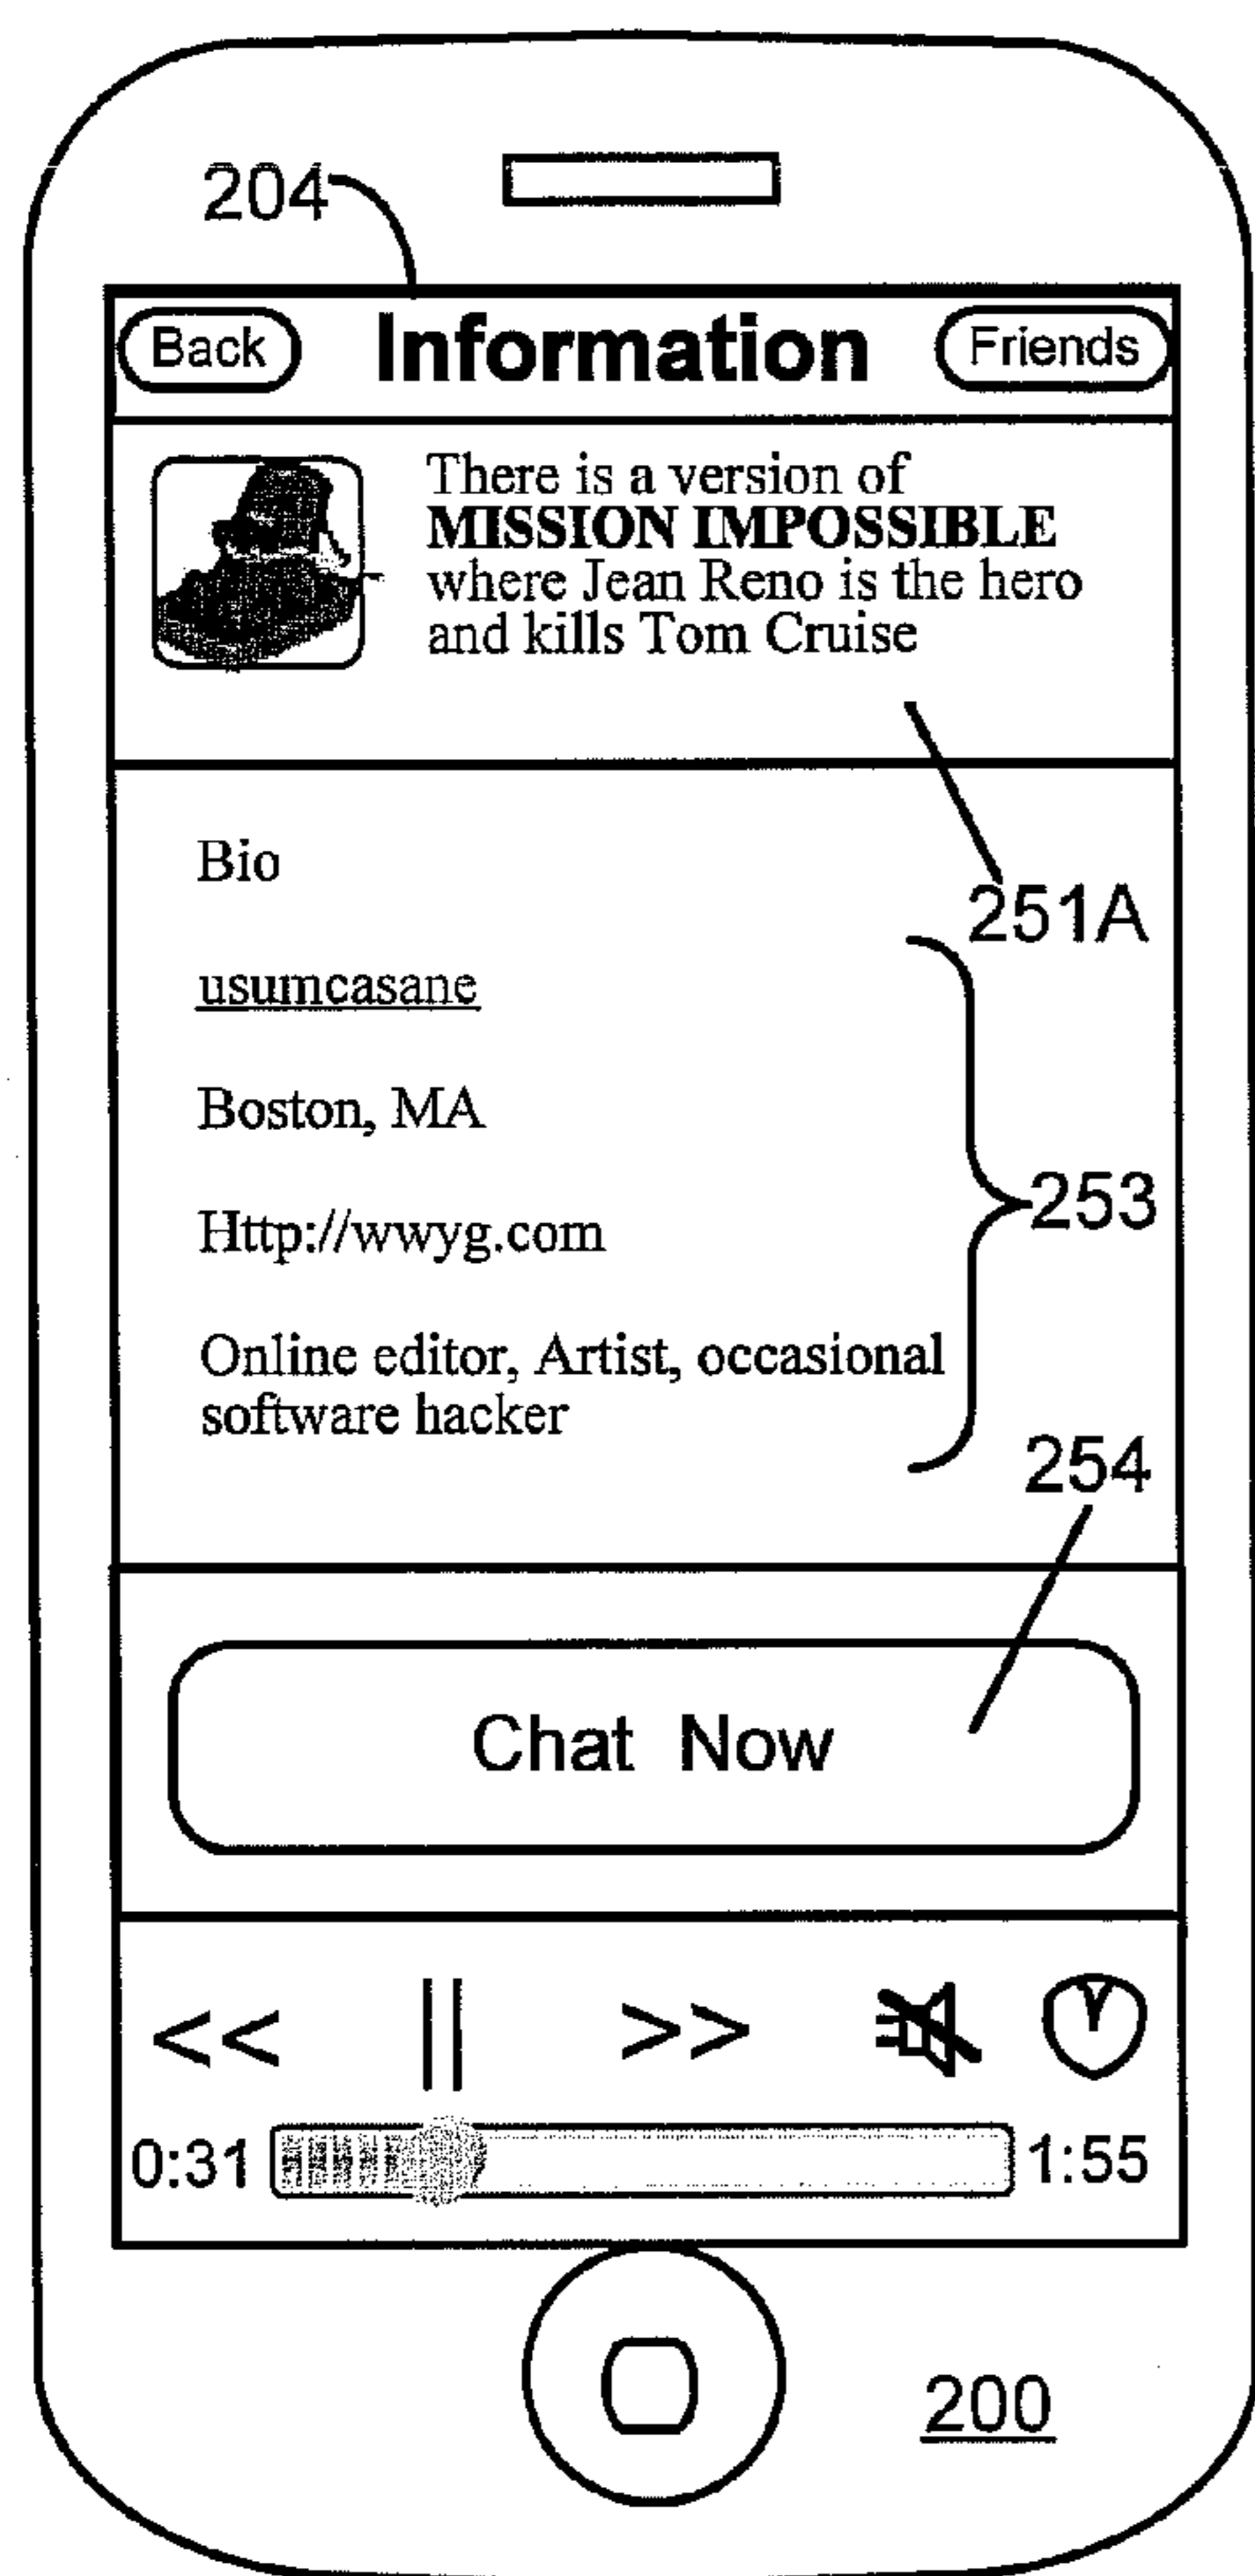 204
Back Information Friends
There is a version of
MISSION IMPOSSIBLE
where Jean Reno is the hero
and kills Tom Cruise
Bio
251A
usumcasane
Boston, MA
253
Http://wwyg.com
Online editor, Artist, occasional
software hacker
254
Chat Now
<< || >>
0:31 1:55
200